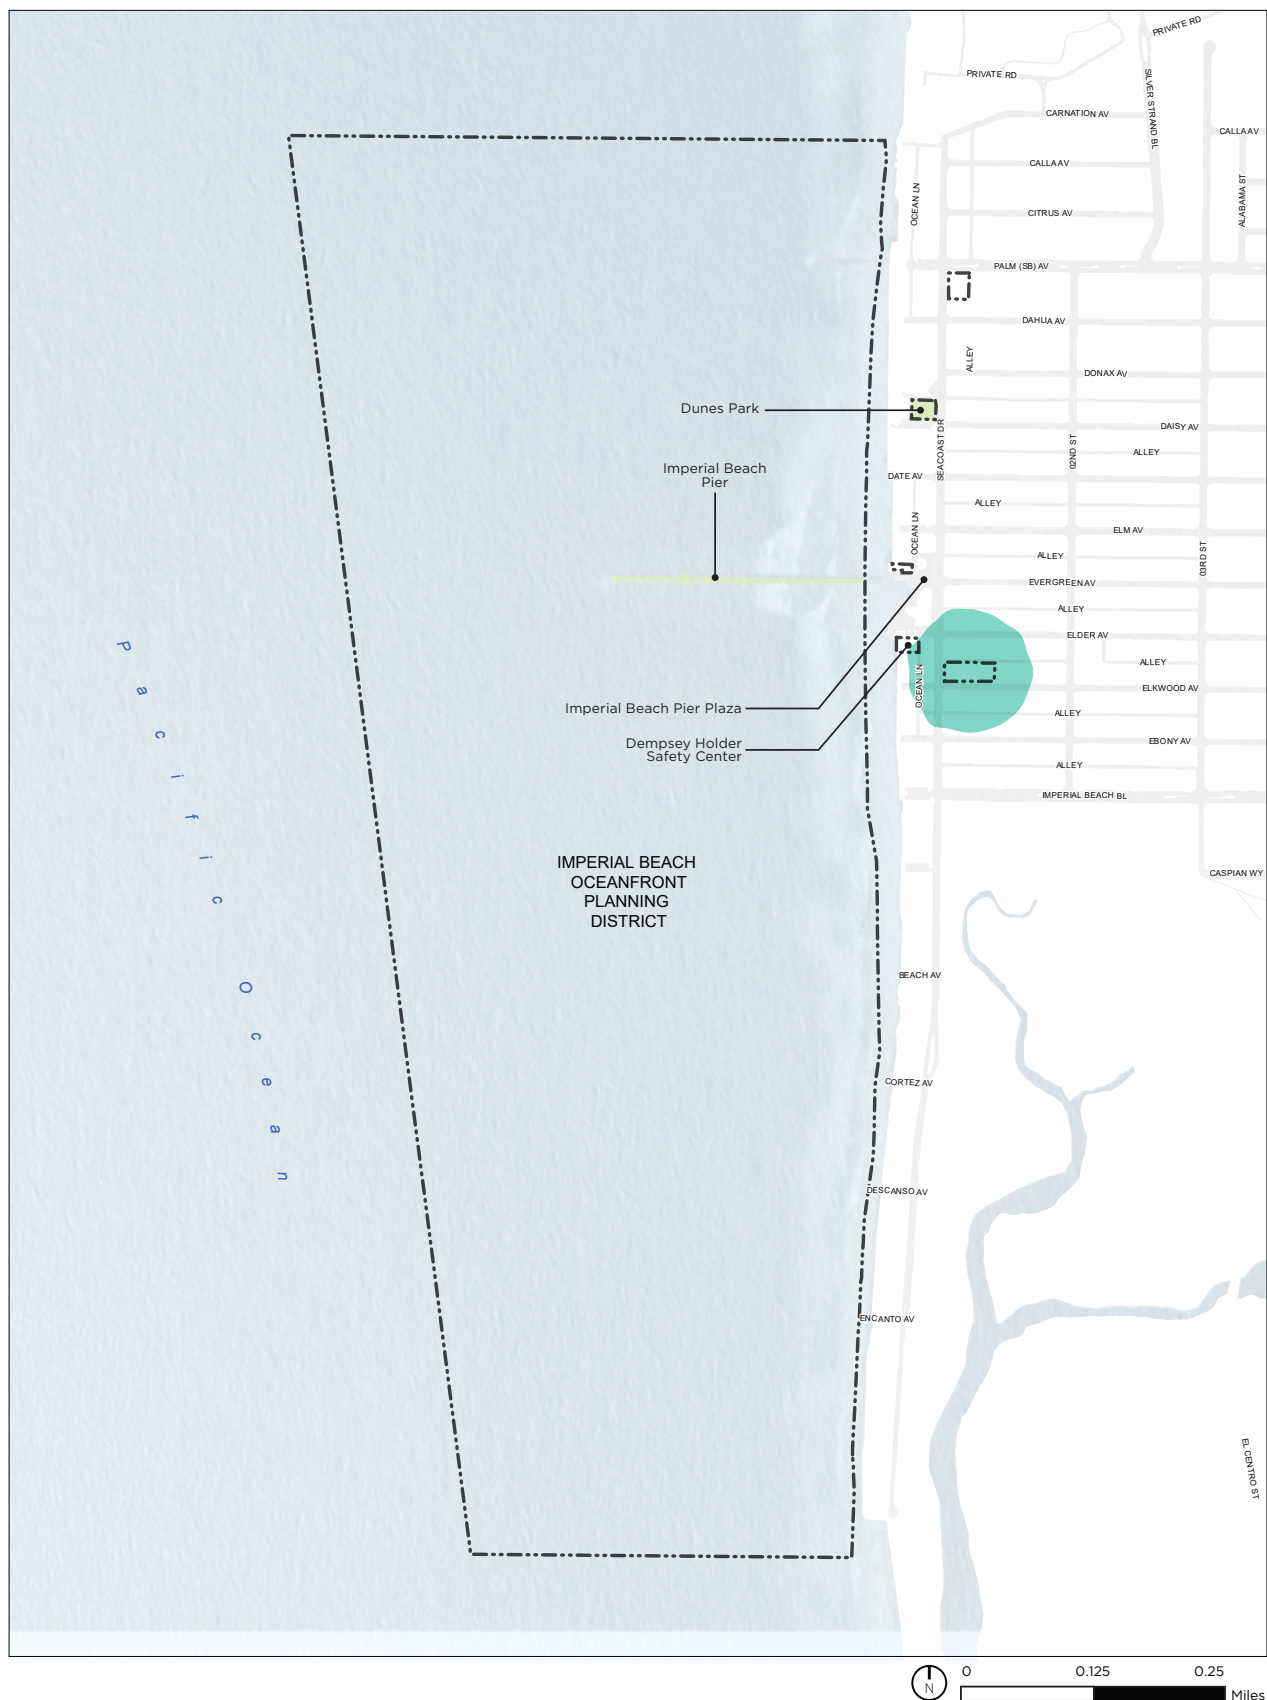 PRIVATE RD
PRIVATE RD
SILVER STRAND BL
CARNATION AV
CALLA AV
CALLA AV
ALABAMA ST
OCEAN LN
CITRUS AV
PALM (SB) AV
DAHLIA AV
ALLEY
DONAX AV
Dunes Park
SEACOAST DR
02ND ST
DAISY AV
ALLEY
Imperial Beach
Pier
DATE AV
ALLEY
OCEAN LN
ELM AV
03RD ST
ALLEY
EVERGREEN AV
ALLEY
ELDER AV
ALLEY
OCEAN LN
ELKWOOD AV
Imperial Beach Pier Plaza
ALLEY
Dempsey Holder
Safety Center
EBONY AV
ALLEY
IMPERIAL BEACH BL
Pacific Ocean
IMPERIAL BEACH
OCEANFRONT
PLANNING
DISTRICT
CASPIAN WY
BEACH AV
CORTEZ AV
DESCANSO AV
ENCANTO AV
EL CENTRO ST
N
0 0.125 0.25
Miles